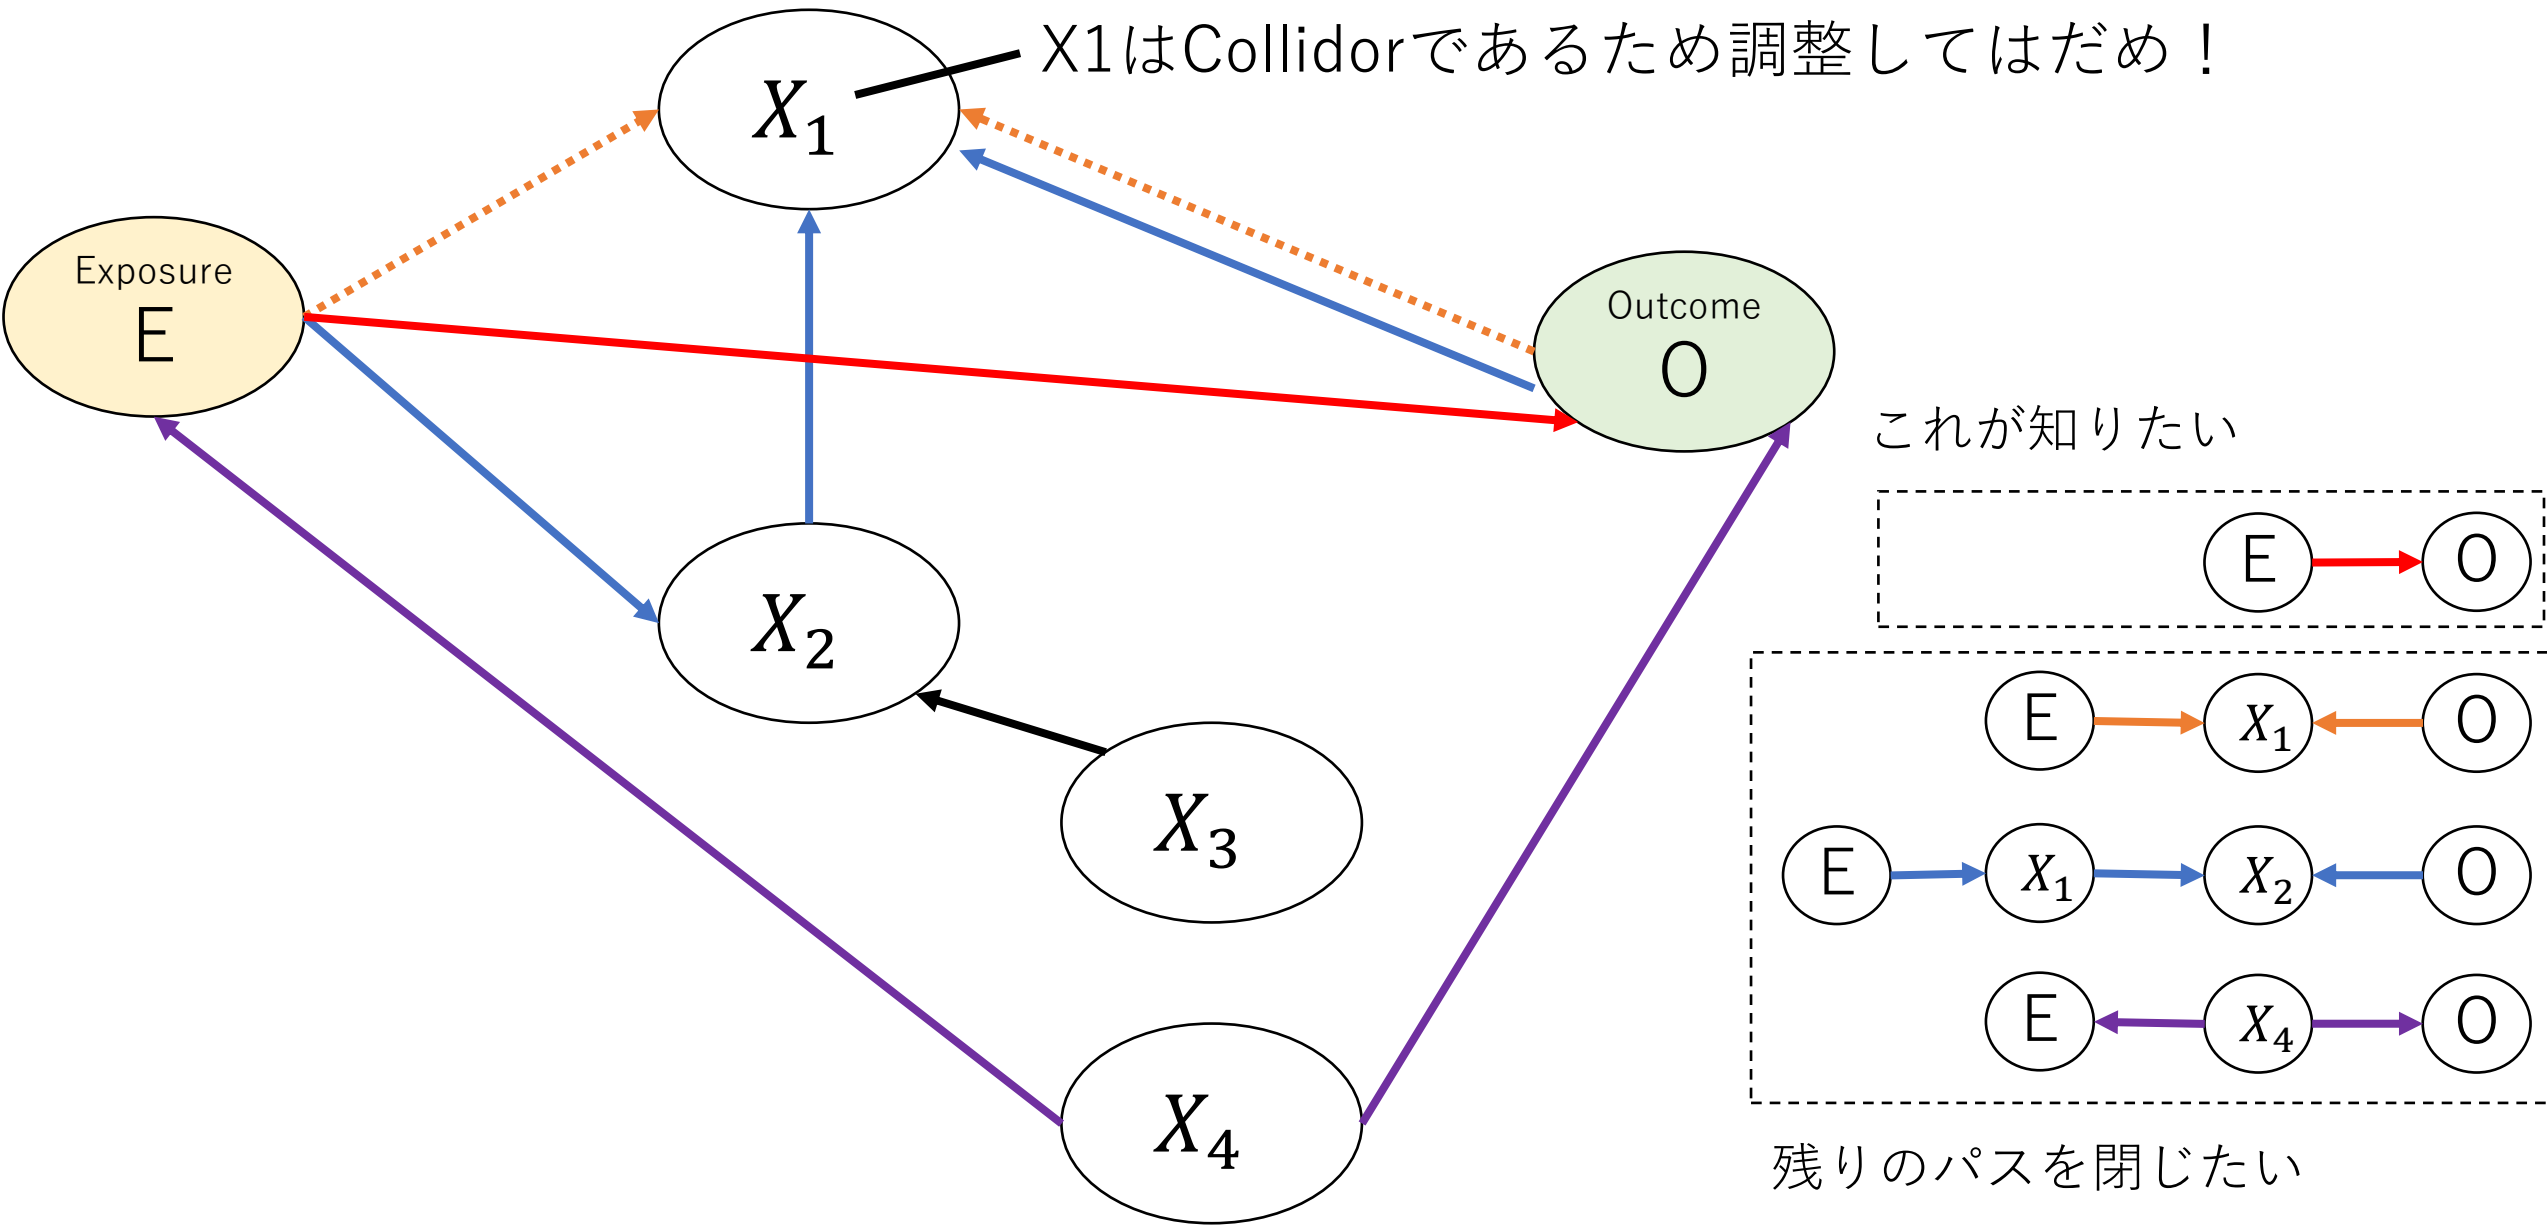 X1はCollidorであるため調整してはだめ！
X₁
Exposure
E
Outcome
O
これが知りたい
E O
X₂
E X₁ O
X₃
E X₁ X₂ O
E X₄ O
X₄
残りのパスを閉じたい